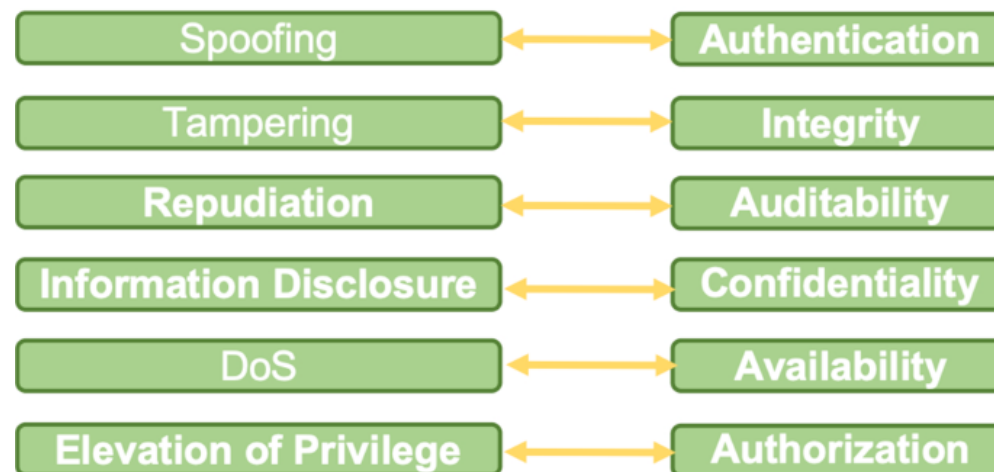 Spoofing
Authentication
Tampering
Integrity
Repudiation
Auditability
Information Disclosure
Confidentiality
DoS
Availability
Elevation of Privilege
Authorization